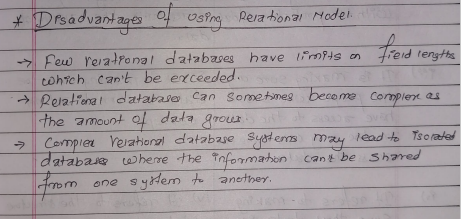 * Disadvantages of using Relational Model.
→ Few relational databases have limits on field lengths
which can't be exceeded.
→ Relational databases can sometimes become complex as
the amount of data grows
→ Complex relational database systems may lead to isolated
databases where the information can't be shared
from one system to another.